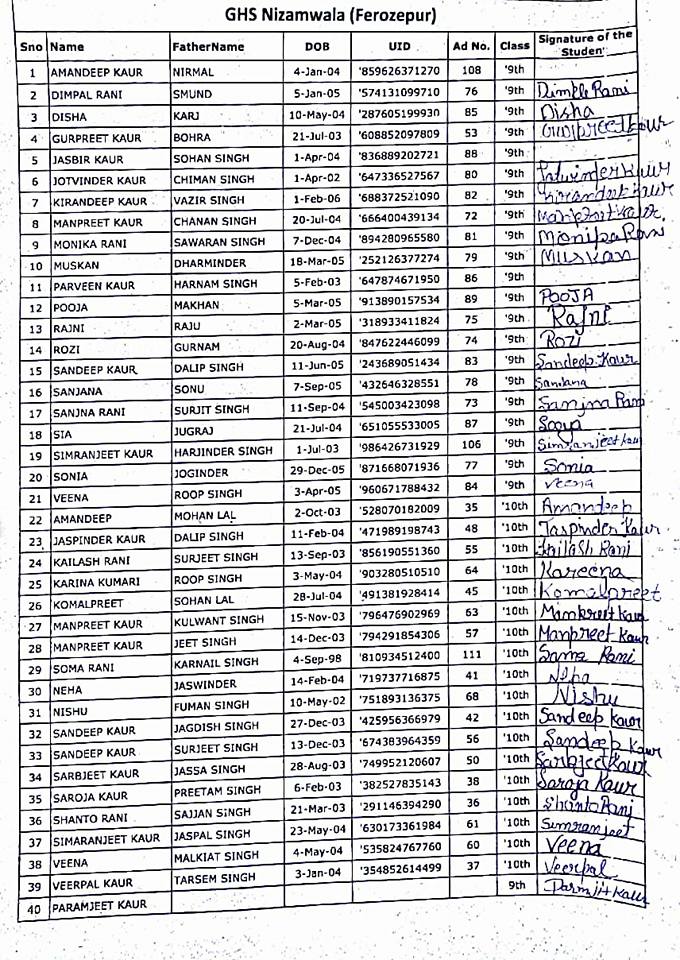 GHS Nizamwala (Ferozepur)
Sno Name FatherName DOB UID Ad No. Class Signature of the Studen
1 AMANDEEP KAUR NIRMAL 4-Jan-04 '859626371270 108 '9th
2 DIMPAL RANI SMUND 5-Jan-05 '574131099710 76 '9th Dimple Rani
3 DISHA KARJ 10-May-04 '287605199930 85 '9th Disha
4 GURPREET KAUR BOHRA 21-Jul-03 '608852097809 53 '9th Gurpreet kaur
5 JASBIR KAUR SOHAN SINGH 1-Apr-04 '836889202721 88 '9th
6 JOTVINDER KAUR CHIMAN SINGH 1-Apr-02 '647336527567 80 '9th
7 KIRANDEEP KAUR VAZIR SINGH 1-Feb-06 '688372521090 82 '9th
8 MANPREET KAUR CHANAN SINGH 20-Jul-04 '666400439134 72 '9th
9 MONIKA RANI SAWARAN SINGH 7-Dec-04 '894280965580 81 '9th Monika Rani
10 MUSKAN DHARMINDER 18-Mar-05 '252126377274 79 '9th Muskan
11 PARVEEN KAUR HARNAM SINGH 5-Feb-03 '647874671950 86 '9th
12 POOJA MAKHAN 5-Mar-05 '913890157534 89 '9th POOJA
13 RAJNI RAJU 2-Mar-05 '318933411824 75 '9th Rajni
14 ROZI GURNAM 20-Aug-04 '847622446099 74 '9th Rozi
15 SANDEEP KAUR DALIP SINGH 11-Jun-05 '243689051434 83 '9th Sandeep Kaur
16 SANJANA SONU 7-Sep-05 '432646328551 78 '9th Sanjana
17 SANJNA RANI SURJIT SINGH 11-Sep-04 '545003423098 73 '9th Sanjna Rani
18 SIA JUGRAJ 21-Jul-04 '651055533005 87 '9th
19 SIMRANJEET KAUR HARJINDER SINGH 1-Jul-03 '986426731929 106 '9th Simranjeet kaur
20 SONIA JOGINDER 29-Dec-05 '871668071936 77 '9th Sonia
21 VEENA ROOP SINGH 3-Apr-05 '960671788432 84 '9th Veena
22 AMANDEEP MOHAN LAL 2-Oct-03 '528070182009 35 '10th Amandeep
23 JASPINDER KAUR DALIP SINGH 11-Feb-04 '471989198743 48 '10th Jaspinder Kaur
24 KAILASH RANI SURJEET SINGH 13-Sep-03 '856190551360 55 '10th Kailash Rani
25 KARINA KUMARI ROOP SINGH 3-May-04 '903280510510 64 '10th Kareena
26 KOMALPREET SOHAN LAL 28-Jul-04 '491381928414 45 '10th Komalpreet
27 MANPREET KAUR KULWANT SINGH 15-Nov-03 '796476902969 63 '10th Manpreet Kaur
28 MANPREET KAUR JEET SINGH 14-Dec-03 '794291854306 57 '10th Manpreet Kaur
29 SOMA RANI KARNAIL SINGH 4-Sep-98 '810934512400 111 '10th Sama Rani
30 NEHA JASWINDER 14-Feb-04 '719737716875 41 '10th Neha
31 NISHU FUMAN SINGH 10-May-02 '751893136375 68 '10th Nishu
32 SANDEEP KAUR JAGDISH SINGH 27-Dec-03 '425956366979 42 '10th Sandeep Kaur
33 SANDEEP KAUR SURJEET SINGH 13-Dec-03 '674383964359 56 '10th Sandeep Kaur
34 SARBJEET KAUR JASSA SINGH 28-Aug-03 '749952120607 50 '10th Sarbjeet Kaur
35 SAROJA KAUR PREETAM SINGH 6-Feb-03 '382527835143 38 '10th Saroja Kaur
36 SHANTO RANI SAJJAN SINGH 21-Mar-03 '291146394290 36 '10th Shanto Rani
37 SIMARANJEET KAUR JASPAL SINGH 23-May-04 '630173361984 61 '10th Simranjeet
38 VEENA MALKIAT SINGH 4-May-04 '535824767760 60 '10th Veena
39 VEERPAL KAUR TARSEM SINGH 3-Jan-04 '354852614499 37 '10th Veerpal
40 PARAMJEET KAUR 9th Parmjit Kaur